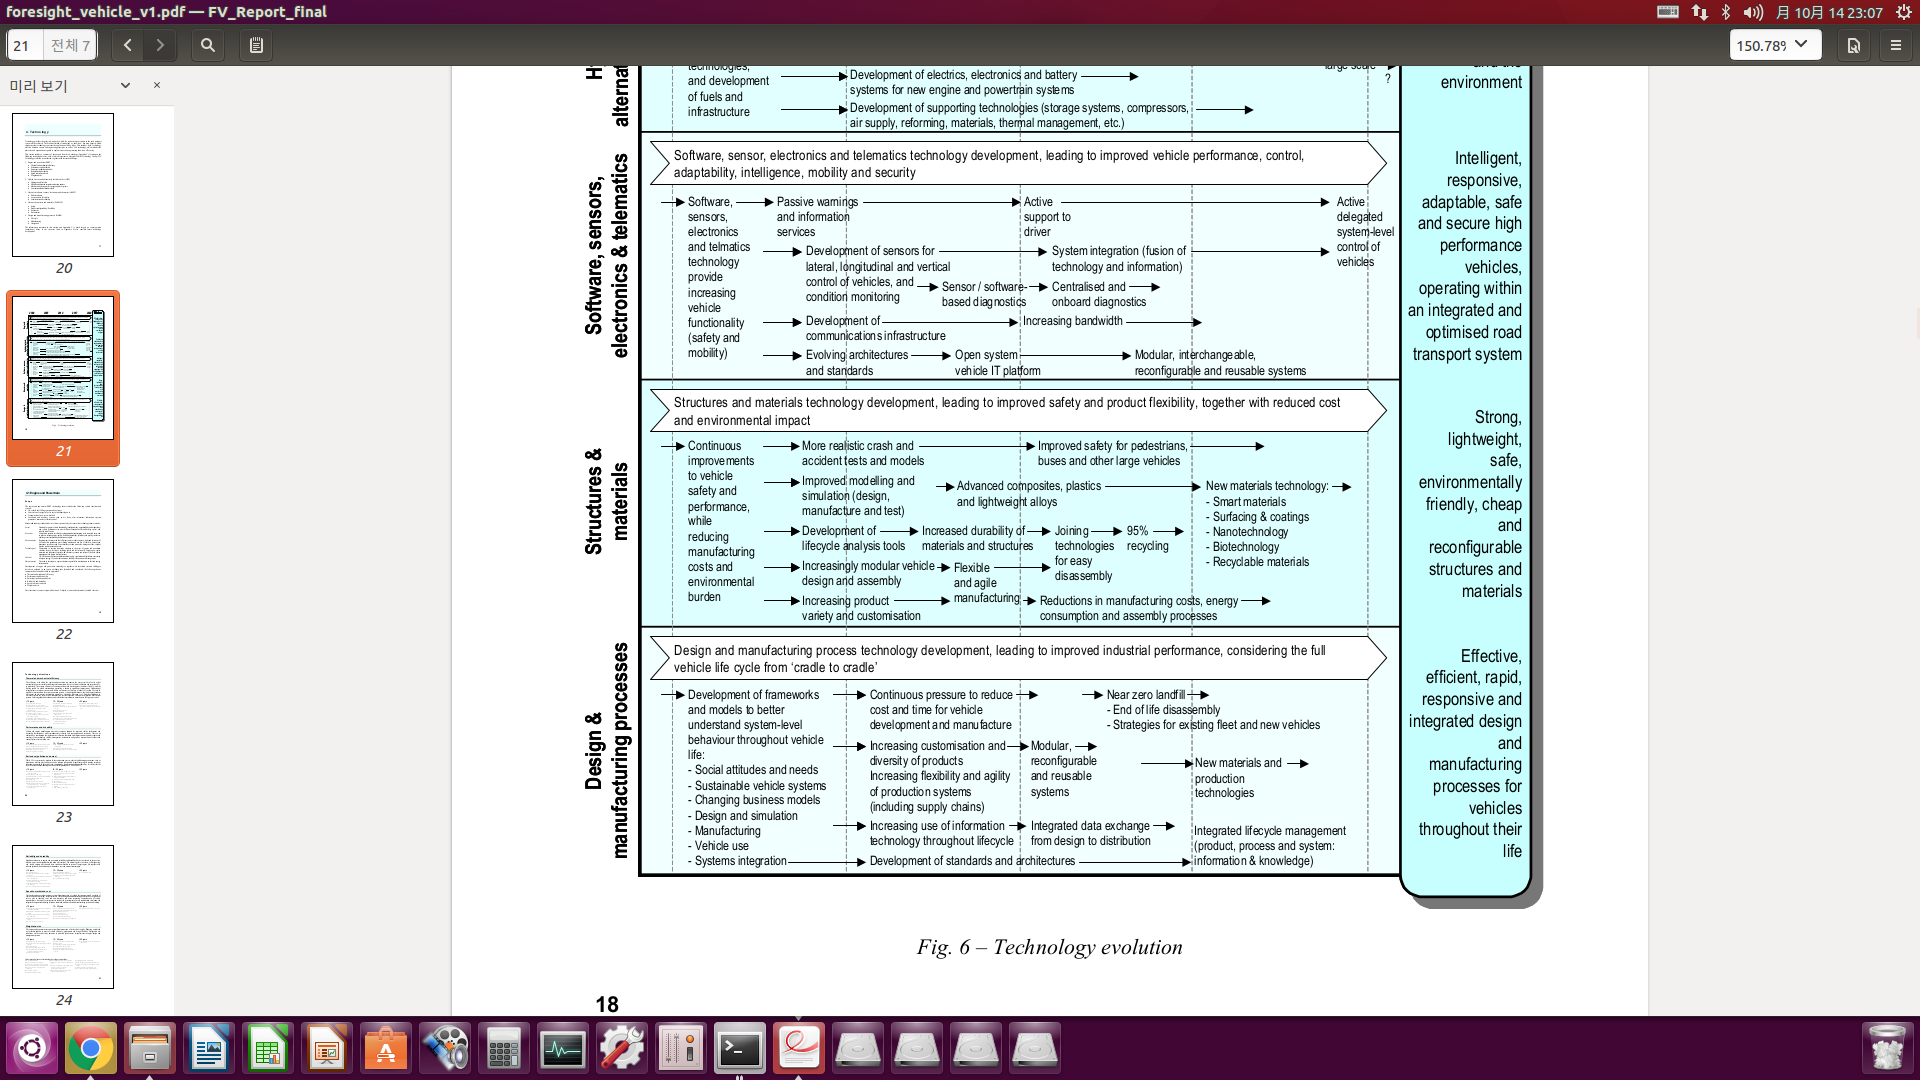 foresight_vehicle_v1.pdf — FV_Report_final
月 10月 14 23:07
21
전체 7
150.78%
미리 보기
20
21
22
23
24
and development
of fuels and
infrastructure
Development of electrics, electronics and battery
systems for new engine and powertrain systems
Development of supporting technologies (storage systems, compressors,
air supply, reforming, materials, thermal management, etc.)
?
environment
Software, sensors,
electronics & telematics
Software, sensor, electronics and telematics technology development, leading to improved vehicle performance, control,
adaptability, intelligence, mobility and security
Software,
sensors,
electronics
and telmatics
technology
provide
increasing
vehicle
functionality
(safety and
mobility)
Passive warnings
and information
services
Active
support to
driver
Active
delegated
system-level
control of
vehicles
Development of sensors for
lateral, longitudinal and vertical
control of vehicles, and
condition monitoring
System integration (fusion of
technology and information)
Sensor / software-
based diagnostics
Centralised and
onboard diagnostics
Development of
communications infrastructure
Increasing bandwidth
Evolving architectures
and standards
Open system
vehicle IT platform
Modular, interchangeable,
reconfigurable and reusable systems
Intelligent,
responsive,
adaptable, safe
and secure high
performance
vehicles,
operating within
an integrated and
optimised road
transport system
Structures &
materials
Structures and materials technology development, leading to improved safety and product flexibility, together with reduced cost
and environmental impact
Continuous
improvements
to vehicle
safety and
performance,
while
reducing
manufacturing
costs and
environmental
burden
More realistic crash and
accident tests and models
Improved safety for pedestrians,
buses and other large vehicles
Improved modelling and
simulation (design,
manufacture and test)
Advanced composites, plastics
and lightweight alloys
New materials technology:
- Smart materials
- Surfacing & coatings
- Nanotechnology
- Biotechnology
- Recyclable materials
Development of
lifecycle analysis tools
Increased durability of
materials and structures
Joining
technologies
for easy
disassembly
95%
recycling
Increasingly modular vehicle
design and assembly
Flexible
and agile
manufacturing
Increasing product
variety and customisation
Reductions in manufacturing costs, energy
consumption and assembly processes
Strong,
lightweight,
safe,
environmentally
friendly, cheap
and
reconfigurable
structures and
materials
Design &
manufacturing processes
Design and manufacturing process technology development, leading to improved industrial performance, considering the full
vehicle life cycle from ‘cradle to cradle’
Development of frameworks
and models to better
understand system-level
behaviour throughout vehicle
life:
- Social attitudes and needs
- Sustainable vehicle systems
- Changing business models
- Design and simulation
- Manufacturing
- Vehicle use
- Systems integration
Continuous pressure to reduce
cost and time for vehicle
development and manufacture
Near zero landfill
- End of life disassembly
- Strategies for existing fleet and new vehicles
Increasing customisation and
diversity of products
Increasing flexibility and agility
of production systems
(including supply chains)
Modular,
reconfigurable
and reusable
systems
New materials and
production
technologies
Increasing use of information
technology throughout lifecycle
Integrated data exchange
from design to distribution
Integrated lifecycle management
(product, process and system:
information & knowledge)
Development of standards and architectures
Effective,
efficient, rapid,
responsive and
integrated design
and
manufacturing
processes for
vehicles
throughout their
life
Fig. 6 – Technology evolution
18